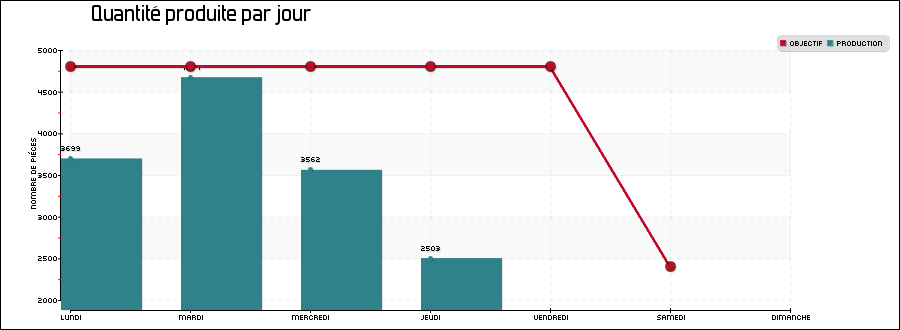 Quantité produite par jour
OBJECTIF PRODUCTION
NOMBRE DE PIÈCES
5000
4500
4000
3500
3000
2500
2000
3699
3562
2503
LUNDI MARDI MERCREDI JEUDI VENDREDI SAMEDI DIMANCHE